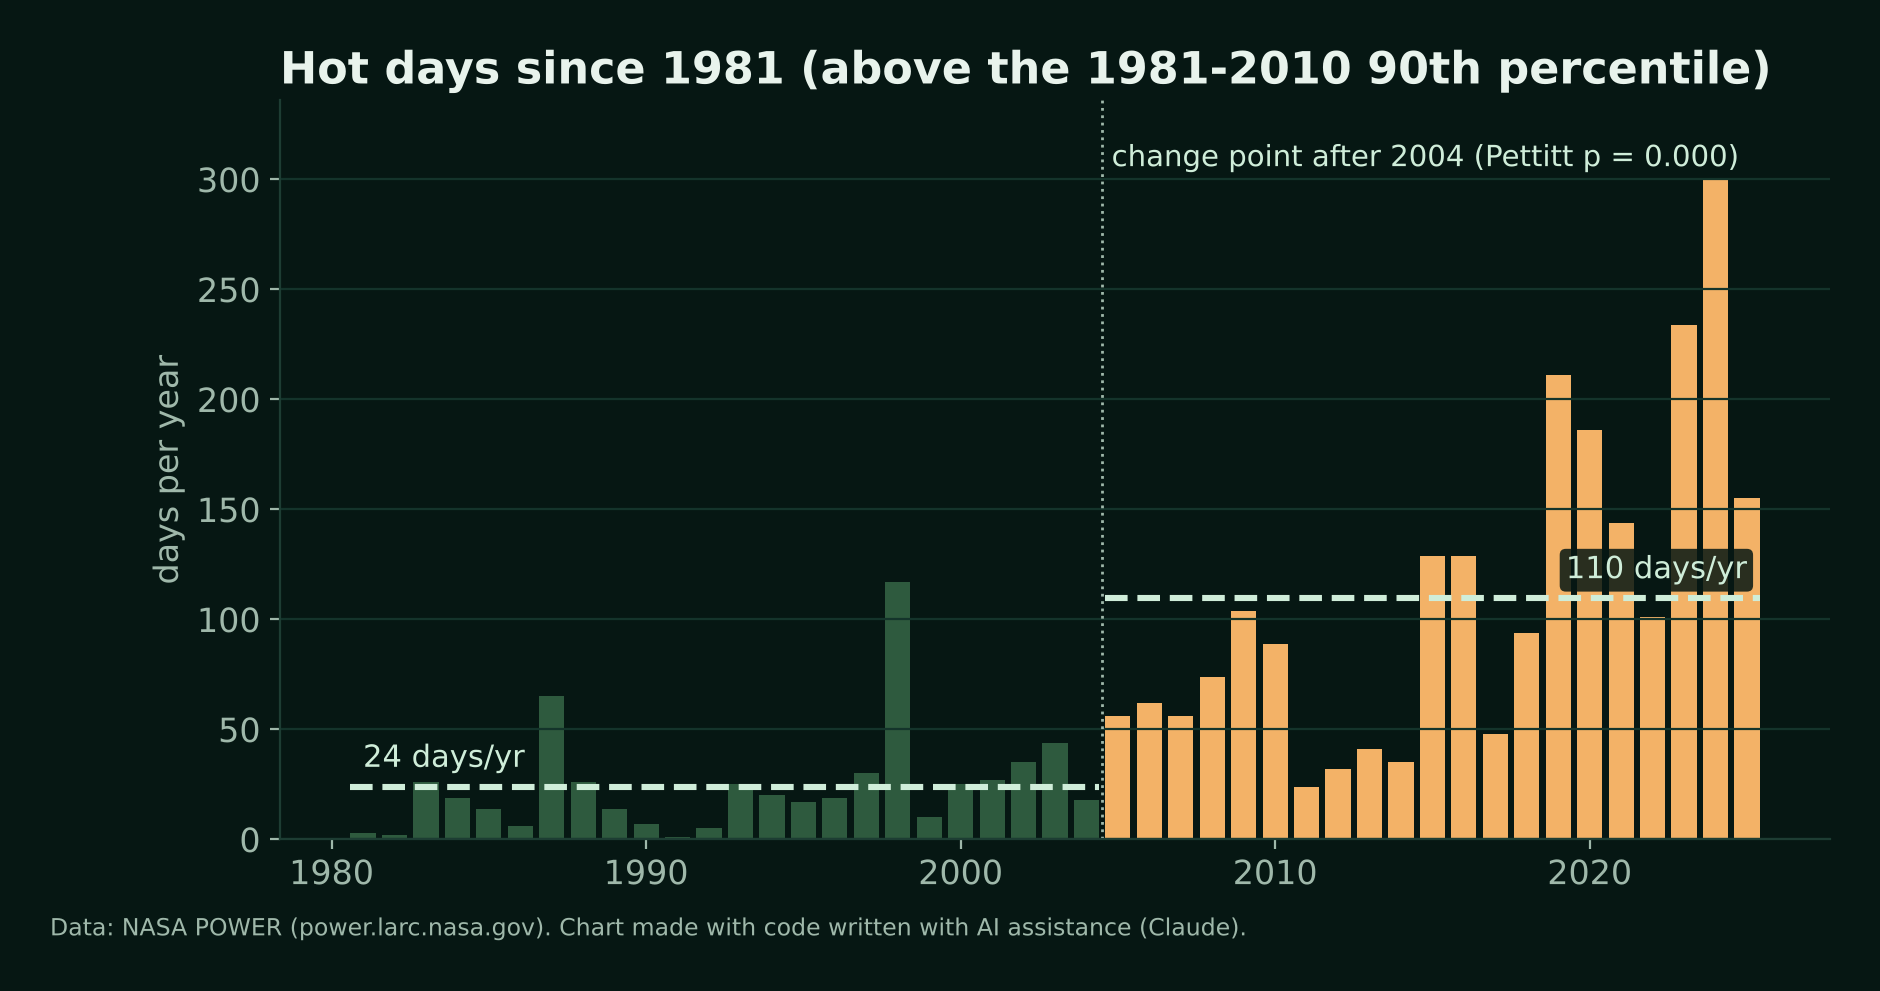 Hot days since 1981 (above the 1981-2010 90th percentile)
change point after 2004 (Pettitt p = 0.000)
300
250
200
150
100
50
0
days per year
110 days/yr
24 days/yr
1980 1990 2000 2010 2020
Data: NASA POWER (power.larc.nasa.gov). Chart made with code written with AI assistance (Claude).